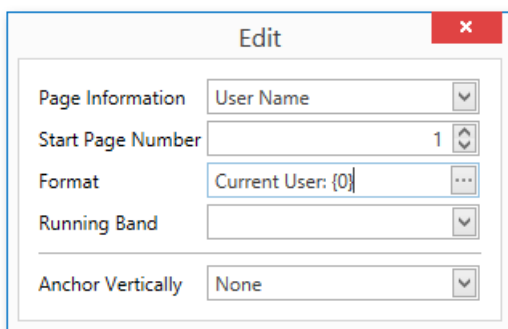 Edit
Page Information User Name
Start Page Number 1
Format Current User: {0} ...
Running Band
Anchor Vertically None